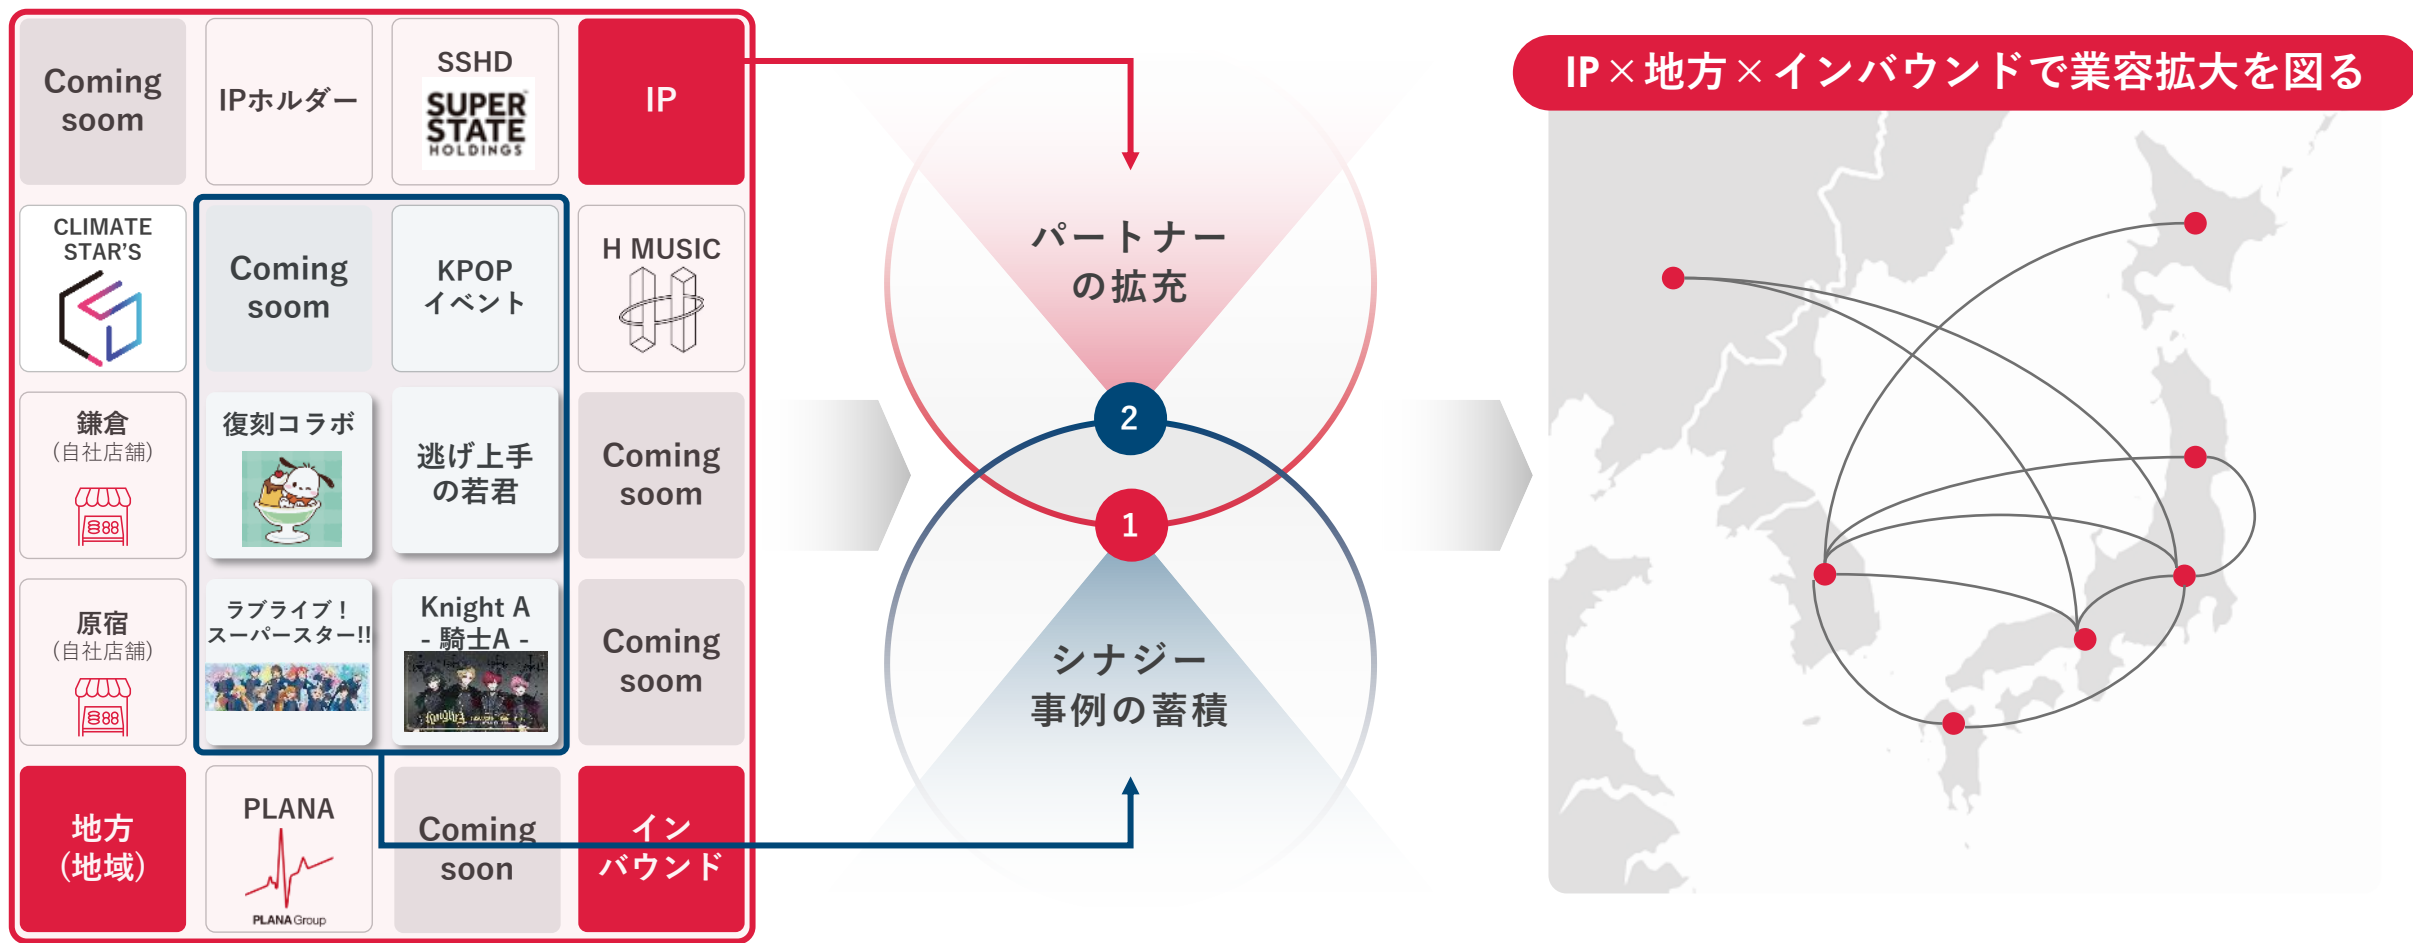 Coming
soom
IPホルダー
SSHD
SUPER
STATE
HOLDINGS
IP
CLIMATE
STAR'S
Coming
soom
KPOP
イベント
H MUSIC
鎌倉
(自社店舗)
888
復刻コラボ
逃げ上手
の若君
Coming
soom
原宿
(自社店舗)
888
ラブライブ！
スーパースター!!
Knight A
- 騎士A -
Coming
soom
地方
(地域)
PLANA
PLANA Group
Coming
soon
イン
バウンド
パートナー
の拡充
2
1
シナジー
事例の蓄積
IP×地方×インバウンドで業容拡大を図る